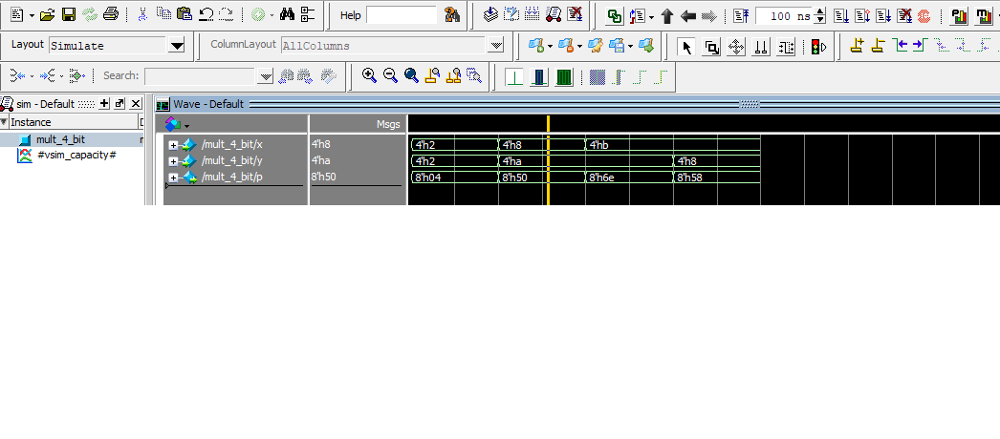 Help
100 ns
Layout Simulate ColumnLayout AllColumns
Search:
sim - Default
Wave - Default
Instance
Msgs
mult_4_bit
#vsim_capacity#
/mult_4_bit/x 4'h8 4'h2 4'h8 4'hb
/mult_4_bit/y 4'ha 4'h2 4'ha 4'h8
/mult_4_bit/p 8'h50 8'h04 8'h50 8'h6e 8'h58